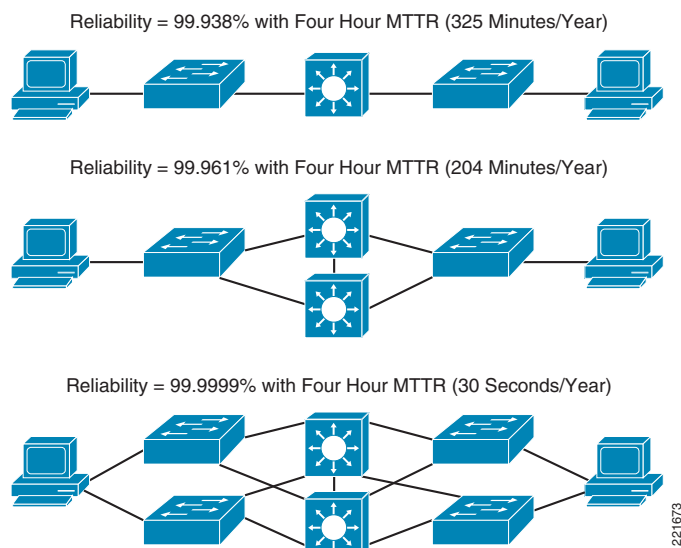 Reliability = 99.938% with Four Hour MTTR (325 Minutes/Year)
Reliability = 99.961% with Four Hour MTTR (204 Minutes/Year)
Reliability = 99.9999% with Four Hour MTTR (30 Seconds/Year)
221673